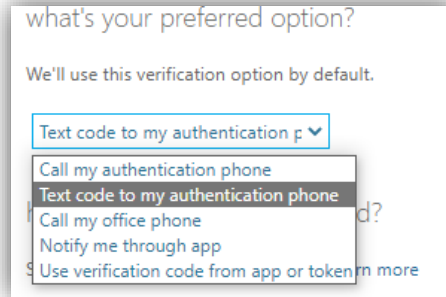 what's your preferred option?
We'll use this verification option by default.
Text code to my authentication p
Call my authentication phone
Text code to my authentication phone
Call my office phone
d?
Notify me through app
Use verification code from app or token
rn more